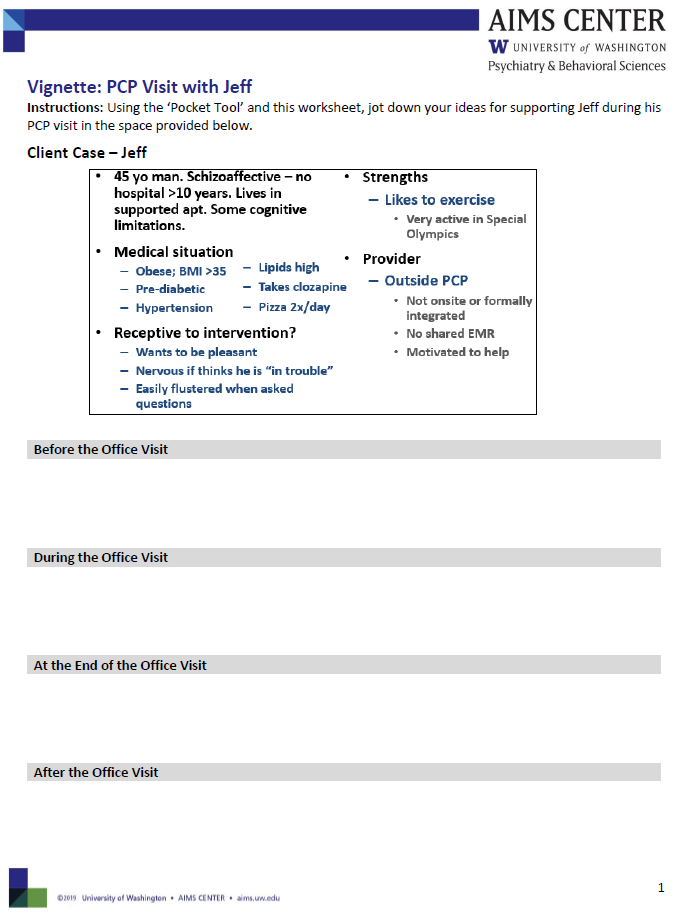 AIMS CENTER
W UNIVERSITY of WASHINGTON
Psychiatry & Behavioral Sciences
Vignette: PCP Visit with Jeff
Instructions: Using the ‘Pocket Tool’ and this worksheet, jot down your ideas for supporting Jeff during his
PCP visit in the space provided below.
Client Case – Jeff
• 45 yo man. Schizoaffective – no
hospital >10 years. Lives in
supported apt. Some cognitive
limitations.
• Medical situation
– Obese; BMI >35
– Pre-diabetic
– Hypertension
– Lipids high
– Takes clozapine
– Pizza 2x/day
• Receptive to intervention?
– Wants to be pleasant
– Nervous if thinks he is “in trouble”
– Easily flustered when asked
questions
• Strengths
– Likes to exercise
• Very active in Special
Olympics
• Provider
– Outside PCP
• Not onsite or formally
integrated
• No shared EMR
• Motivated to help
Before the Office Visit
During the Office Visit
At the End of the Office Visit
After the Office Visit
1
©2019 University of Washington • AIMS CENTER • aims.uw.edu